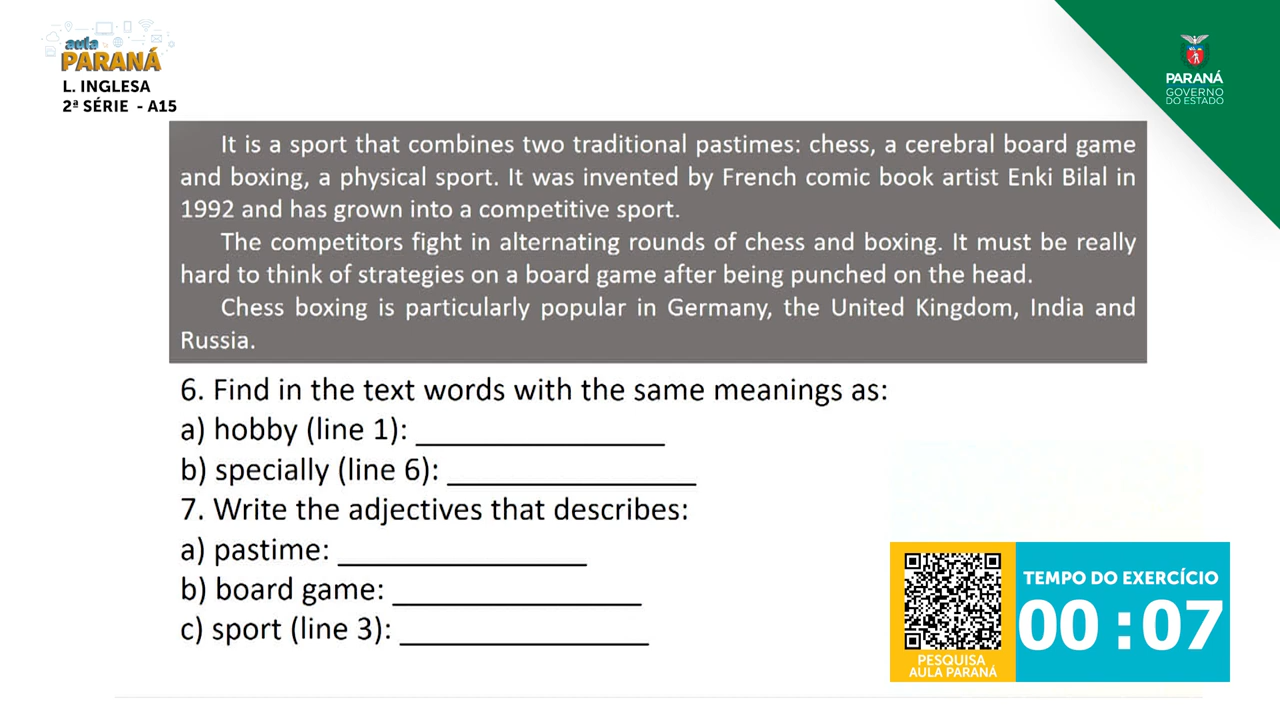 aula
PARANÁ
L. INGLESA
2ª SÉRIE - A15
PARANÁ
GOVERNO
DO ESTADO
It is a sport that combines two traditional pastimes: chess, a cerebral board game
and boxing, a physical sport. It was invented by French comic book artist Enki Bilal in
1992 and has grown into a competitive sport.
The competitors fight in alternating rounds of chess and boxing. It must be really
hard to think of strategies on a board game after being punched on the head.
Chess boxing is particularly popular in Germany, the United Kingdom, India and
Russia.
6. Find in the text words with the same meanings as:
a) hobby (line 1): ________________
b) specially (line 6): ________________
7. Write the adjectives that describes:
a) pastime: ________________
b) board game: ________________
c) sport (line 3): ________________
PESQUISA
AULA PARANÁ
TEMPO DO EXERCÍCIO
00 : 07